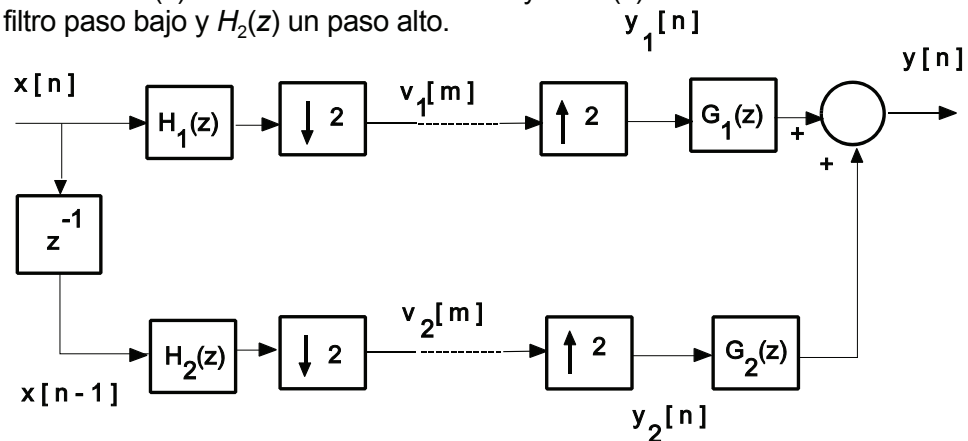 filtro paso bajo y H₂(z) un paso alto.
y₁[n]
x[n]
H₁(z)
↓ 2
v₁[m]
↑ 2
G₁(z)
+
+
y[n]
z⁻¹
x[n-1]
H₂(z)
↓ 2
v₂[m]
↑ 2
y₂[n]
G₂(z)